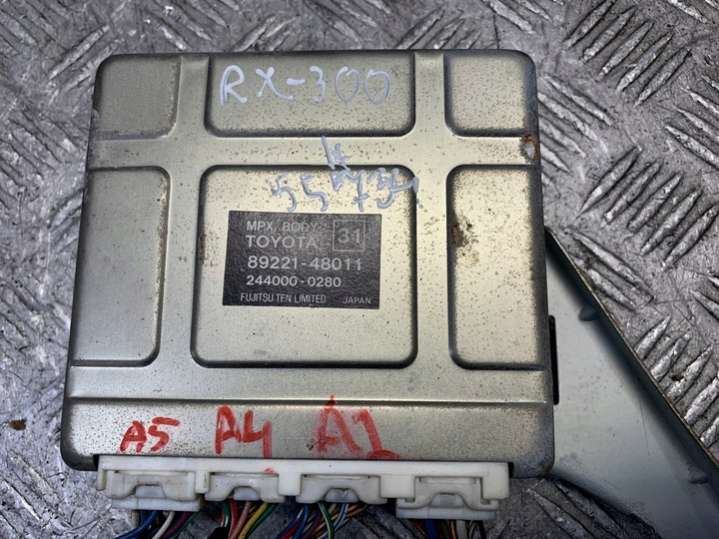 RX-300
MPX, BODY 31
TOYOTA
89221-48011
244000-0280
FUJITSU TEN LIMITED JAPAN
A5 A4 A1